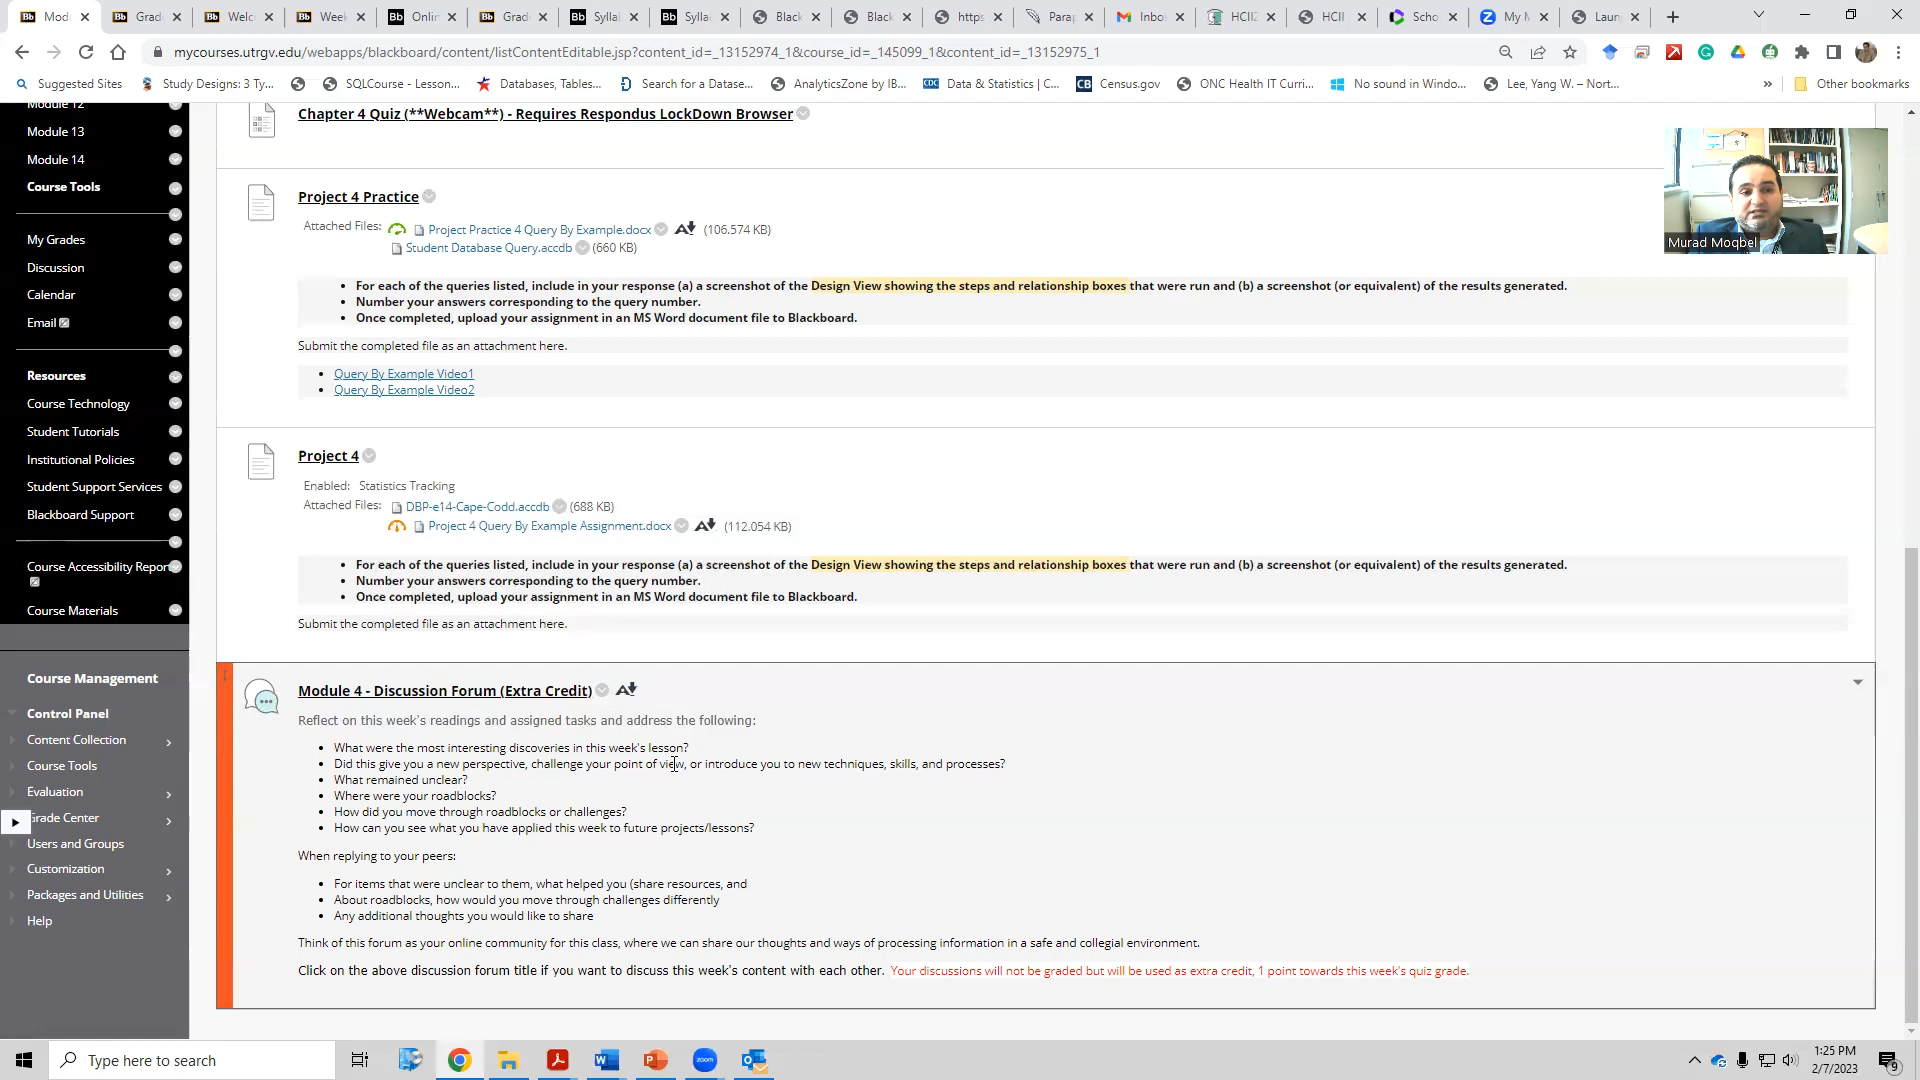 Mod
Grade
Welc
Week
Onlin
Grade
Syllal
Syllal
Black
Black
https
Parap
Inbo
HCII2
HCII
Scho
My M
Laun
mycourses.utrgv.edu/webapps/blackboard/content/listContentEditable.jsp?content_id=_13152974_1&course_id=_145099_1&content_id=_13152975_1
Suggested Sites
Study Designs: 3 Ty...
SQLCourse - Lesson...
Databases, Tables...
Search for a Datase...
AnalyticsZone by IB...
Data & Statistics | C...
Census.gov
ONC Health IT Curri...
No sound in Windo...
Lee, Yang W. – Nort...
»
Other bookmarks
Module 12
Module 13
Module 14
Course Tools
My Grades
Discussion
Calendar
Email
Resources
Course Technology
Student Tutorials
Institutional Policies
Student Support Services
Blackboard Support
Course Accessibility Report
Course Materials
Course Management
Control Panel
Content Collection
Course Tools
Evaluation
Grade Center
Users and Groups
Customization
Packages and Utilities
Help
Chapter 4 Quiz (**Webcam**) - Requires Respondus LockDown Browser
Project 4 Practice
Attached Files: Project Practice 4 Query By Example.docx (106.574 KB)
Student Database Query.accdb (660 KB)
• For each of the queries listed, include in your response (a) a screenshot of the Design View showing the steps and relationship boxes that were run and (b) a screenshot (or equivalent) of the results generated.
• Number your answers corresponding to the query number.
• Once completed, upload your assignment in an MS Word document file to Blackboard.
Submit the completed file as an attachment here.
• Query By Example Video1
• Query By Example Video2
Project 4
Enabled: Statistics Tracking
Attached Files: DBP-e14-Cape-Codd.accdb (688 KB)
Project 4 Query By Example Assignment.docx (112.054 KB)
• For each of the queries listed, include in your response (a) a screenshot of the Design View showing the steps and relationship boxes that were run and (b) a screenshot (or equivalent) of the results generated.
• Number your answers corresponding to the query number.
• Once completed, upload your assignment in an MS Word document file to Blackboard.
Submit the completed file as an attachment here.
Module 4 - Discussion Forum (Extra Credit)
Reflect on this week's readings and assigned tasks and address the following:
• What were the most interesting discoveries in this week's lesson?
• Did this give you a new perspective, challenge your point of view, or introduce you to new techniques, skills, and processes?
• What remained unclear?
• Where were your roadblocks?
• How did you move through roadblocks or challenges?
• How can you see what you have applied this week to future projects/lessons?
When replying to your peers:
• For items that were unclear to them, what helped you (share resources, and
• About roadblocks, how would you move through challenges differently
• Any additional thoughts you would like to share
Think of this forum as your online community for this class, where we can share our thoughts and ways of processing information in a safe and collegial environment.
Click on the above discussion forum title if you want to discuss this week's content with each other. Your discussions will not be graded but will be used as extra credit, 1 point towards this week's quiz grade.
Murad Moqbel
Type here to search
zoom
1:25 PM
2/7/2023
9